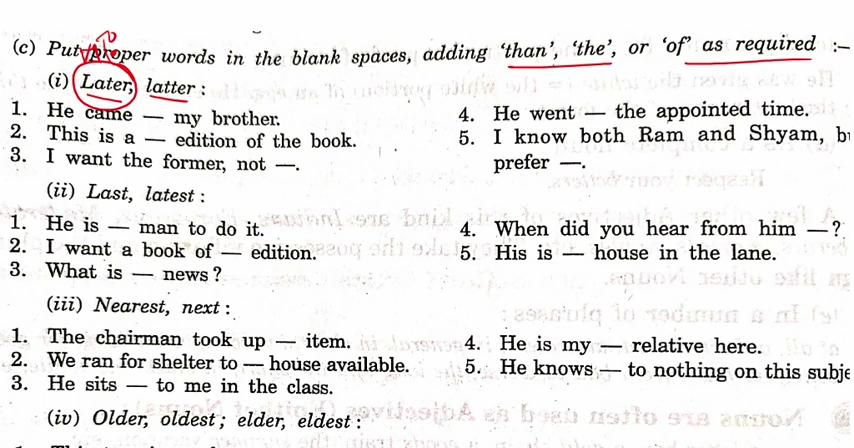 (c) Put proper words in the blank spaces, adding 'than', 'the', or 'of' as required :—
(i) Later, latter :
1. He came — my brother.
2. This is a — edition of the book.
3. I want the former, not —.
4. He went — the appointed time.
5. I know both Ram and Shyam, b
prefer —.
(ii) Last, latest :
1. He is — man to do it.
2. I want a book of — edition.
3. What is — news?
4. When did you hear from him —?
5. His is — house in the lane.
(iii) Nearest, next :
1. The chairman took up — item.
2. We ran for shelter to — house available.
3. He sits — to me in the class.
4. He is my — relative here.
5. He knows — to nothing on this subje
(iv) Older, oldest; elder, eldest :